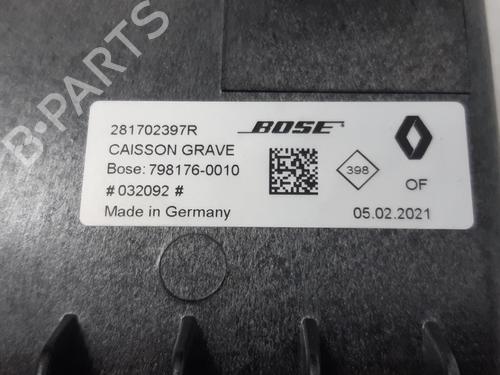 B-PARTS
281702397R
BOSE
CAISSON GRAVE
Bose: 798176-0010
398
# 032092 #
OF
Made in Germany
05.02.2021